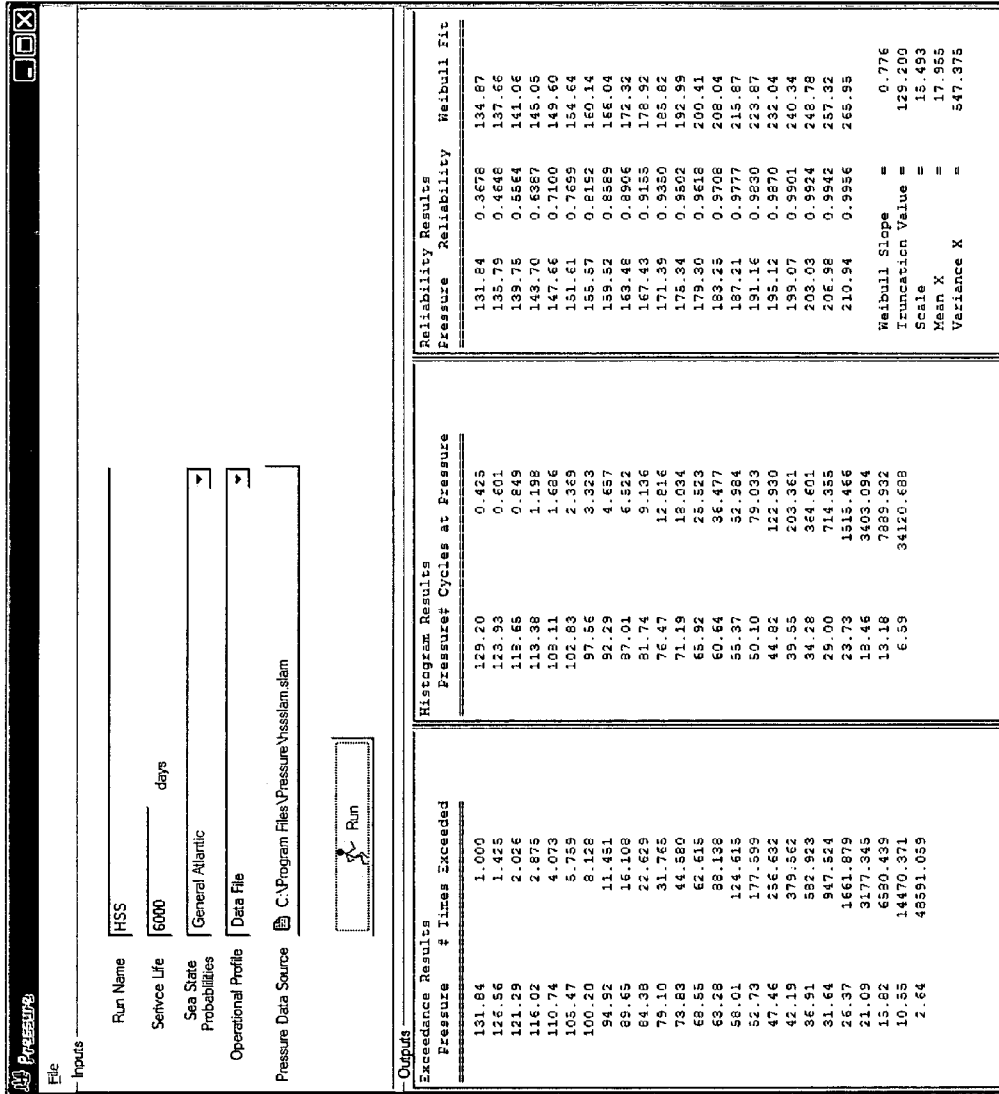 Pressure
File
Inputs
Run Name HSS
Serivce Life 6000 days
Sea State
Probablilities General Atlantic
Operational Profile Data File
Pressure Data Source C:\Program Files\Pressure\hssslam.slam
Run
Outputs
Exceedance Results
Pressure # Times Exceeded
131.84 1.000
126.56 1.425
121.29 2.026
116.02 2.875
110.74 4.073
105.47 5.759
100.20 8.128
94.92 11.451
89.65 16.108
84.38 22.629
79.10 31.765
73.83 44.580
68.55 62.615
63.28 88.138
58.01 124.615
52.73 177.599
47.46 256.632
42.19 379.562
36.91 582.923
31.64 947.524
26.37 1661.879
21.09 3177.345
15.82 6580.439
10.55 14470.371
2.64 48591.059
Histogram Results
Pressure# Cycles at Pressure
129.20 0.425
123.93 0.601
118.65 0.849
113.38 1.198
108.11 1.686
102.83 2.369
97.56 3.323
92.29 4.657
87.01 6.522
81.74 9.136
76.47 12.816
71.19 18.034
65.92 25.523
60.64 36.477
55.37 52.984
50.10 79.033
44.82 122.930
39.55 203.361
34.28 364.601
29.00 714.355
23.73 1515.466
18.46 3403.094
13.18 7889.932
6.59 34120.688
Reliability Results
Pressure Reliability Weibull Fit
131.84 0.3678 134.87
135.79 0.4648 137.66
139.75 0.5564 141.06
143.70 0.6387 145.05
147.66 0.7100 149.60
151.61 0.7699 154.64
155.57 0.8152 160.14
159.52 0.8589 166.04
163.48 0.8906 172.32
167.43 0.9155 178.92
171.39 0.9350 185.82
175.34 0.9502 192.99
179.30 0.9618 200.41
183.25 0.9708 208.04
187.21 0.9777 215.87
191.16 0.9830 223.87
195.12 0.9870 232.04
199.07 0.9901 240.34
203.03 0.9924 248.78
206.98 0.9942 257.32
210.94 0.9956 265.95
Weibull Slope = 0.776
Truncation Value = 129.200
Scale = 15.493
Mean X = 17.955
Variance X = 547.375